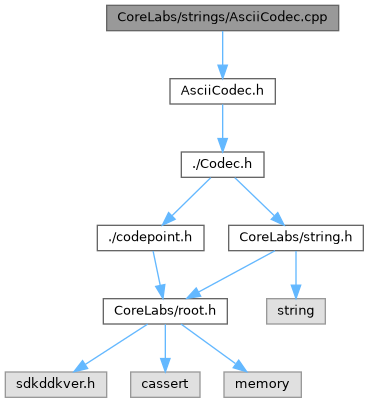 CoreLabs/strings/AsciiCodec.cpp
AsciiCodec.h
./Codec.h
./codepoint.h
CoreLabs/string.h
CoreLabs/root.h
string
sdkddkver.h
cassert
memory